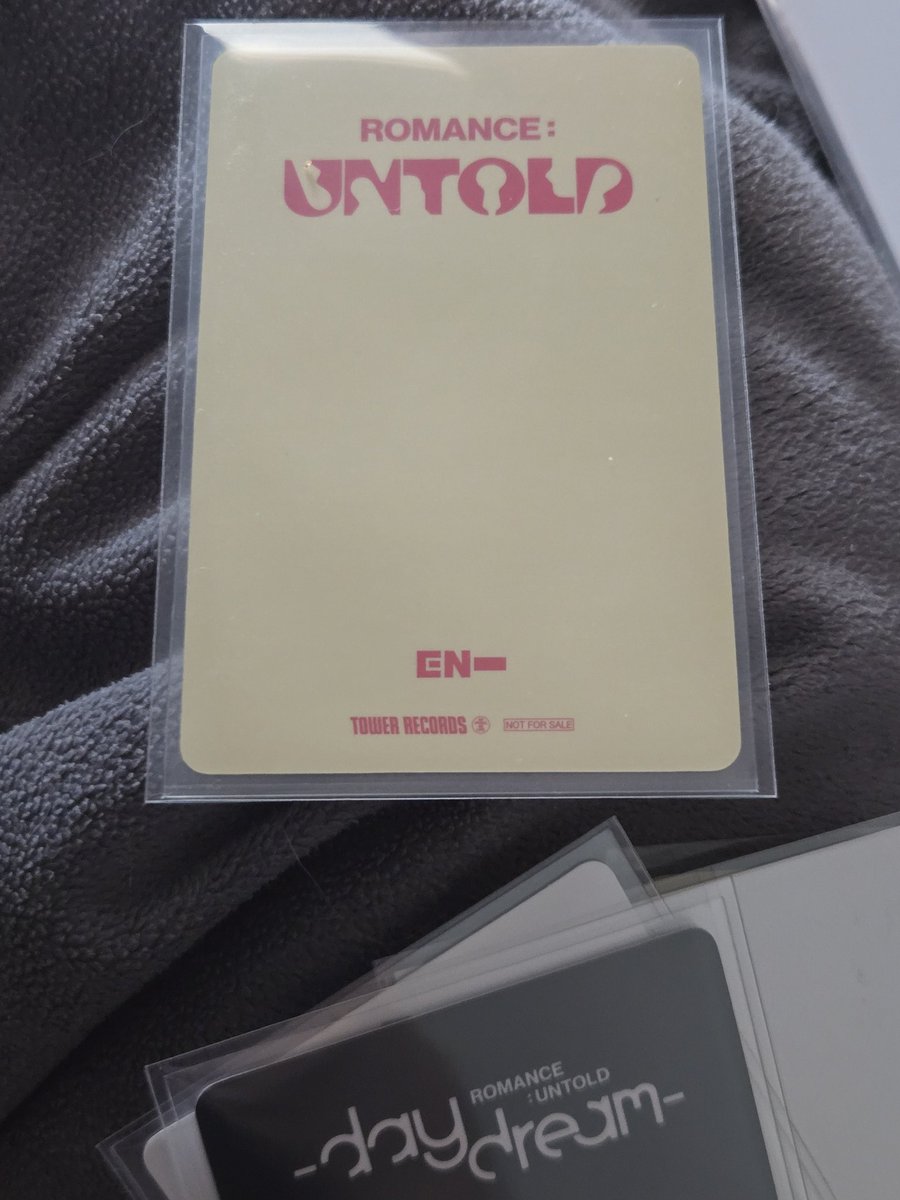 ROMANCE :
UNTOLD
EN-
TOWER RECORDS NOT FOR SALE
ROMANCE
: UNTOLD
-daydream-